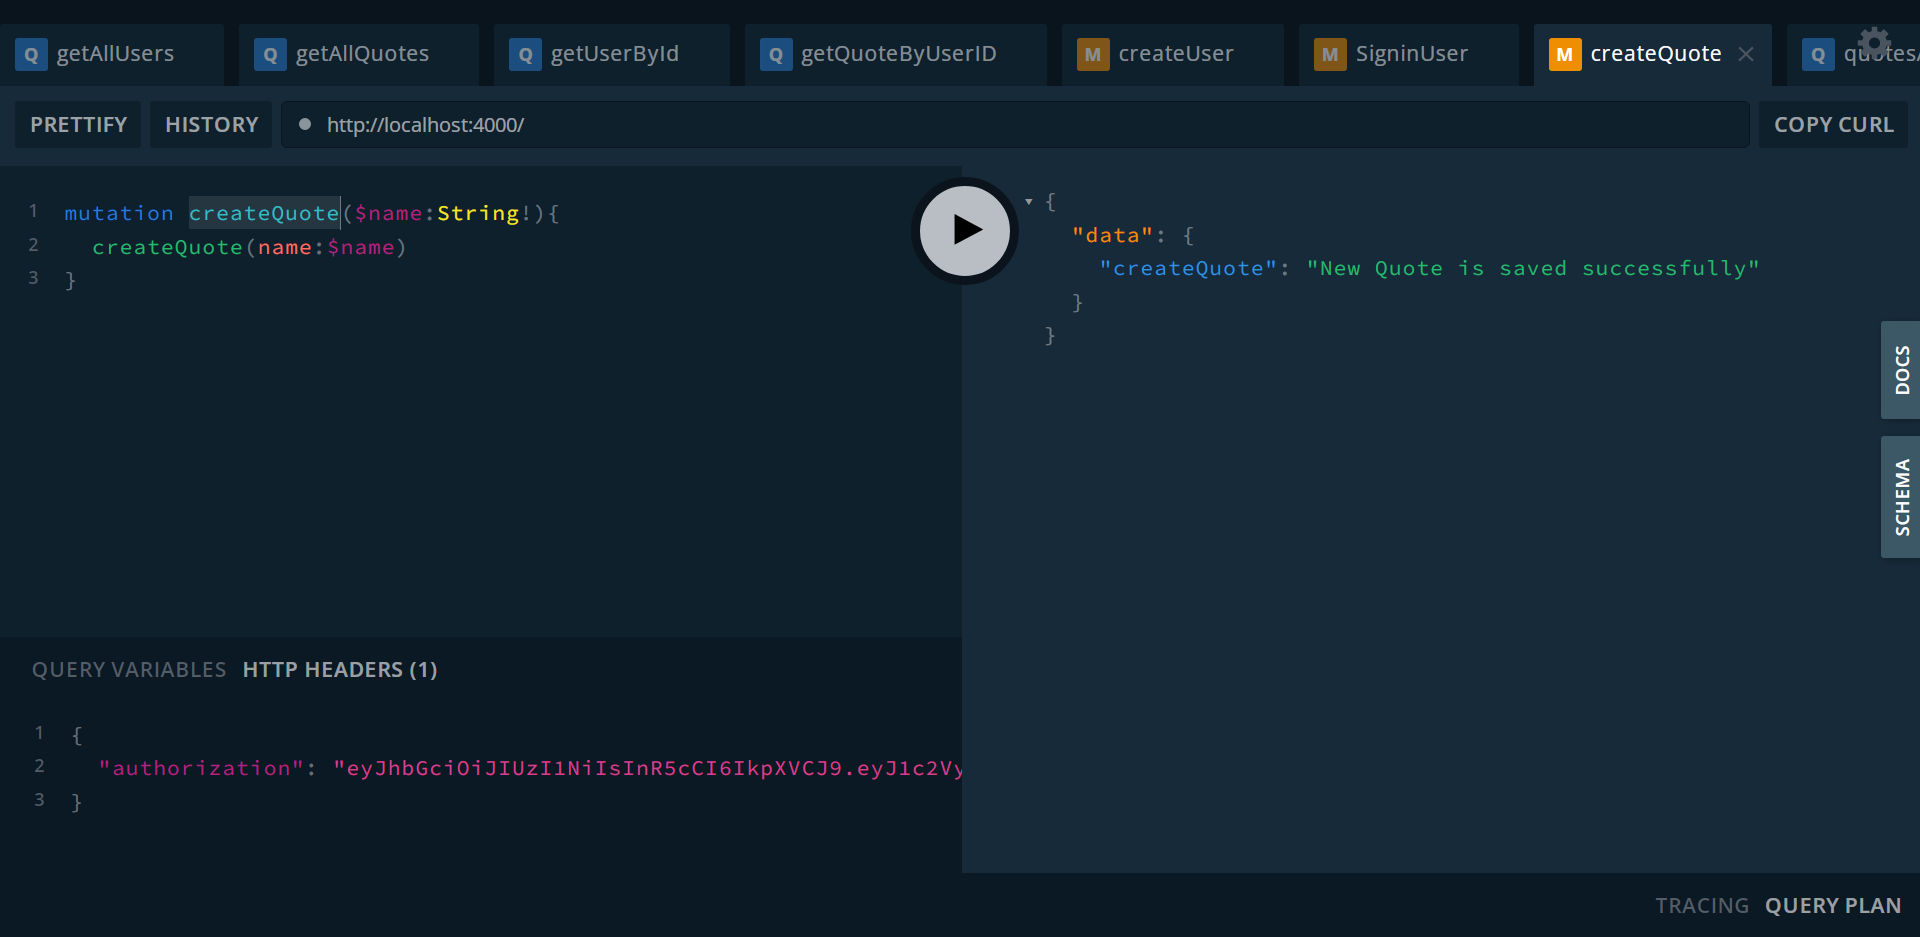 Q getAllUsers Q getAllQuotes Q getUserById Q getQuoteByUserID M createUser M SigninUser M createQuote × Q quotes
PRETTIFY HISTORY http://localhost:4000/ COPY CURL
1 mutation createQuote($name:String!){
2 createQuote(name:$name)
3 }
{
"data": {
"createQuote": "New Quote is saved successfully"
}
}
DOCS
SCHEMA
QUERY VARIABLES HTTP HEADERS (1)
1 {
2 "authorization": "eyJhbGciOiJIUzI1NiIsInR5cCI6IkpXVCJ9.eyJ1c2Vy
3 }
TRACING QUERY PLAN